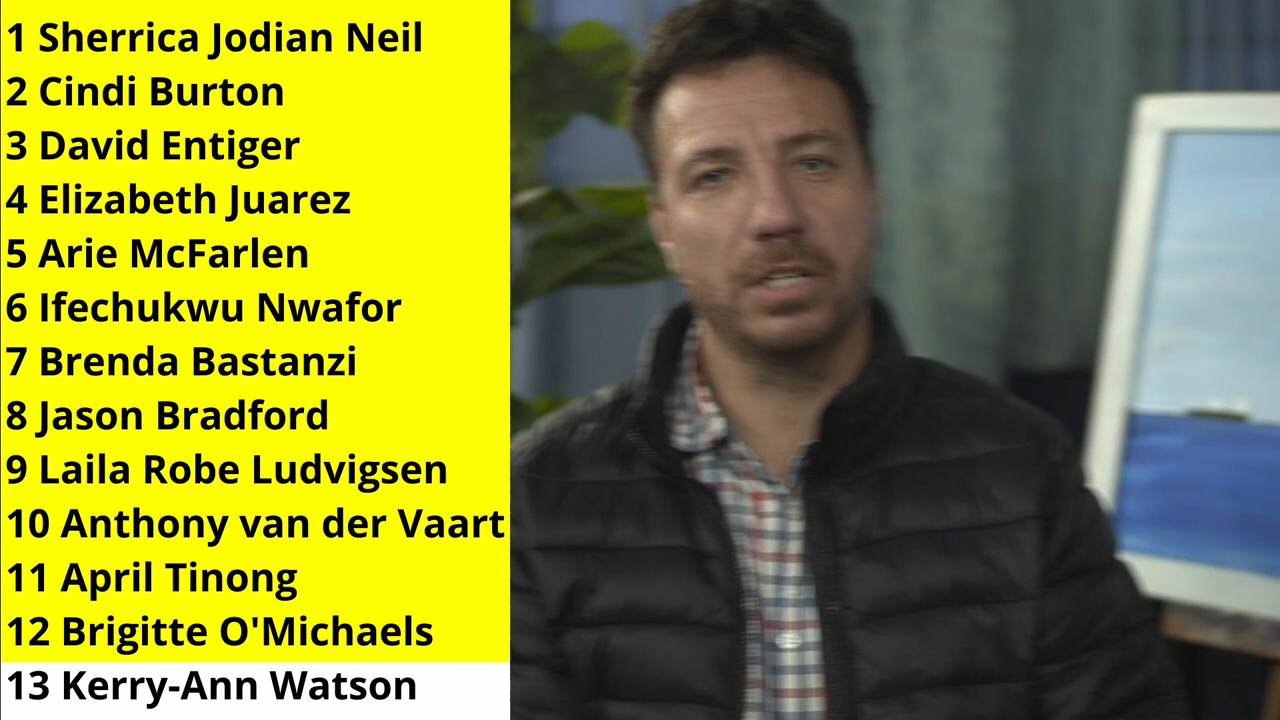 1 Sherrica Jodian Neil
2 Cindi Burton
3 David Entiger
4 Elizabeth Juarez
5 Arie McFarlen
6 Ifechukwu Nwafor
7 Brenda Bastanzi
8 Jason Bradford
9 Laila Robe Ludvigsen
10 Anthony van der Vaart
11 April Tinong
12 Brigitte O'Michaels
13 Kerry-Ann Watson